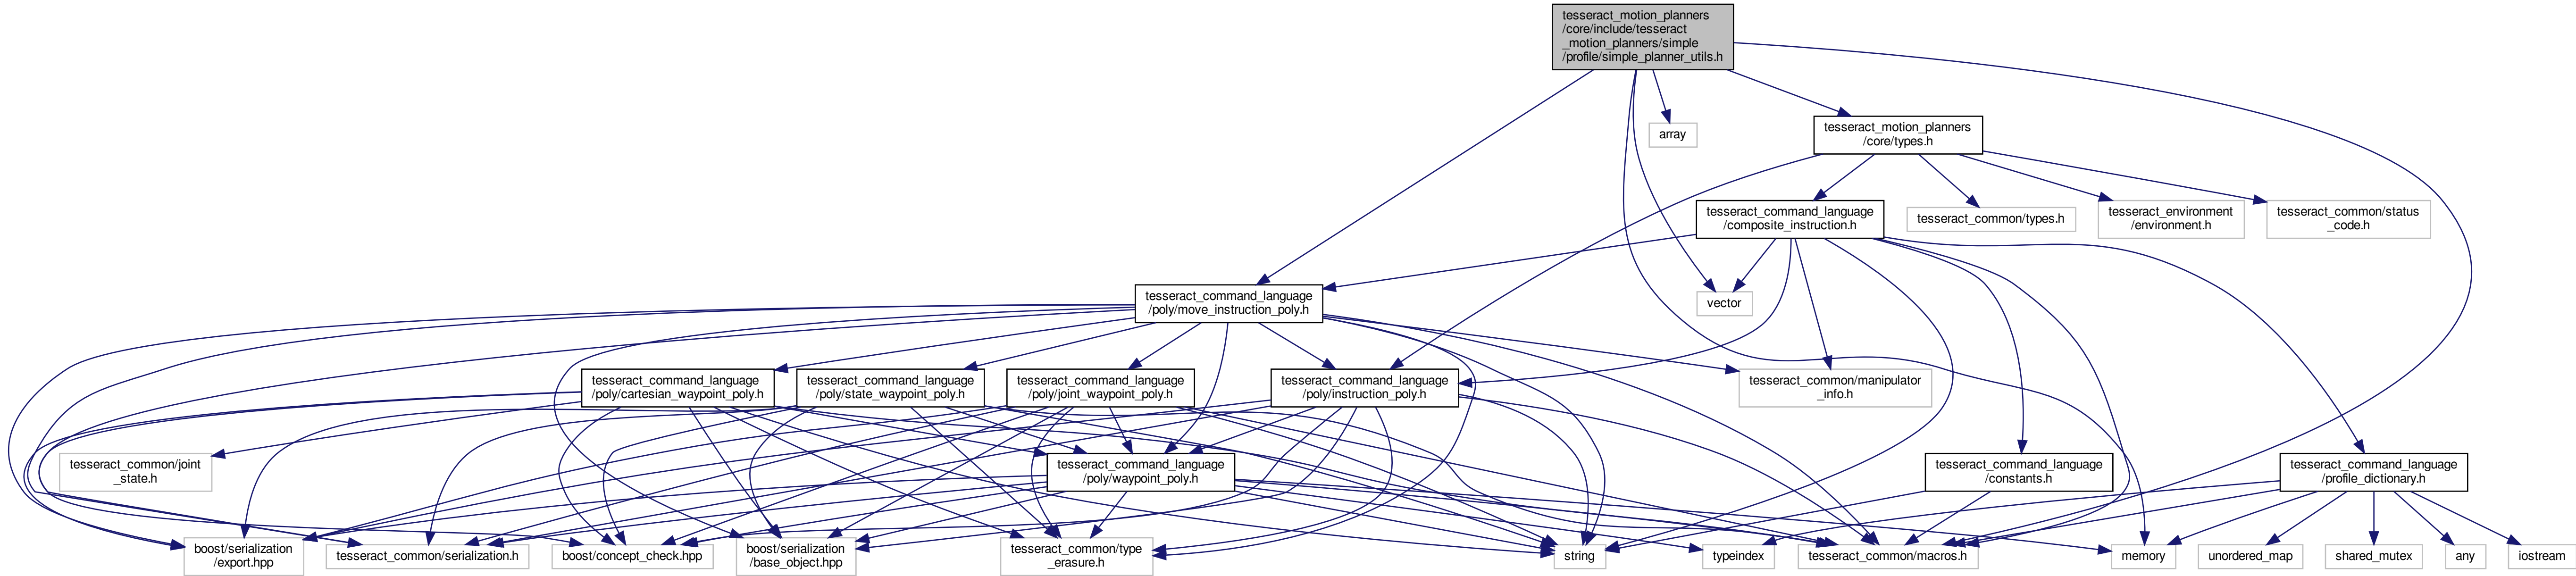 tesseract_motion_planners
/core/include/tesseract
_motion_planners/simple
/profile/simple_planner_utils.h
array
tesseract_motion_planners
/core/types.h
tesseract_command_language
/composite_instruction.h
tesseract_common/types.h
tesseract_environment
/environment.h
tesseract_common/status
_code.h
tesseract_command_language
/poly/move_instruction_poly.h
vector
tesseract_command_language
/poly/cartesian_waypoint_poly.h
tesseract_command_language
/poly/state_waypoint_poly.h
tesseract_command_language
/poly/joint_waypoint_poly.h
tesseract_command_language
/poly/instruction_poly.h
tesseract_common/manipulator
_info.h
tesseract_common/joint
_state.h
tesseract_command_language
/poly/waypoint_poly.h
tesseract_command_language
/constants.h
tesseract_command_language
/profile_dictionary.h
boost/serialization
/export.hpp
tesseract_common/serialization.h
boost/concept_check.hpp
boost/serialization
/base_object.hpp
tesseract_common/type
_erasure.h
string
typeindex
tesseract_common/macros.h
memory
unordered_map
shared_mutex
any
iostream